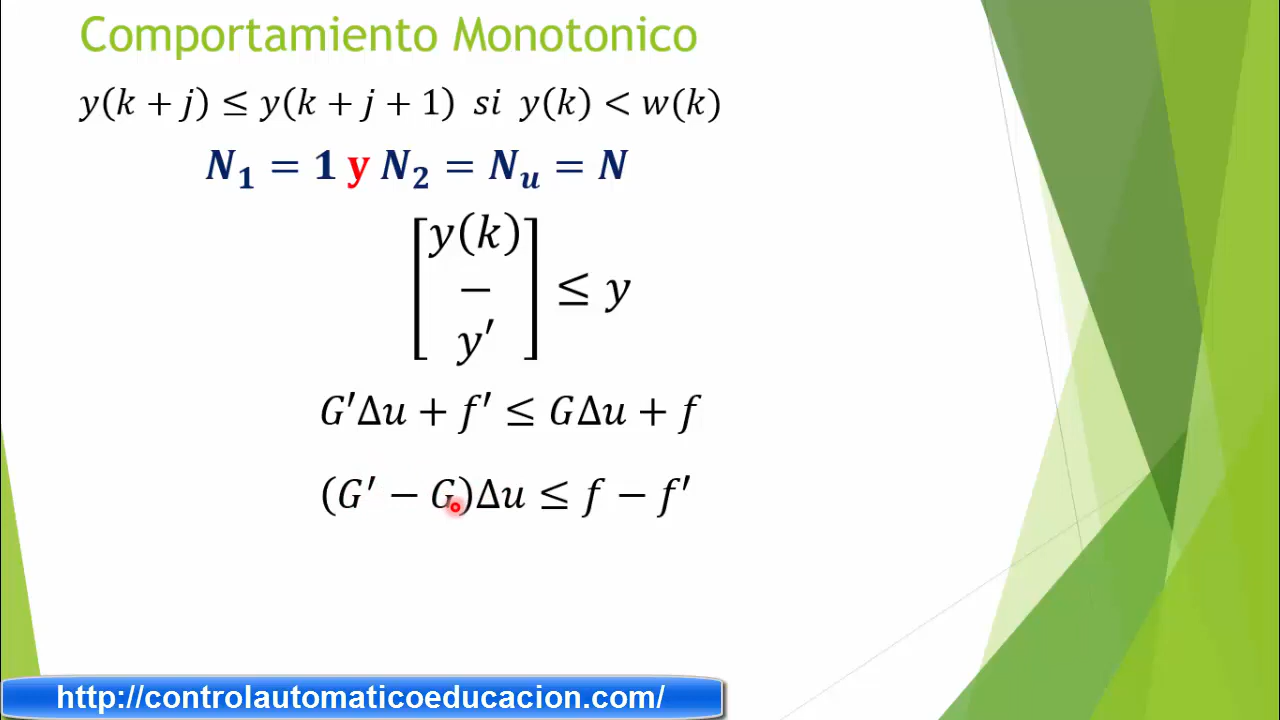 Comportamiento Monotonico
y(k + j) ≤ y(k + j + 1) si y(k) < w(k)
N₁ = 1 y N₂ = Nᵤ = N
[y(k)
—
y′] ≤ y
G′Δu + f′ ≤ GΔu + f
(G′ − G)Δu ≤ f − f′
http://controlautomaticoeducacion.com/